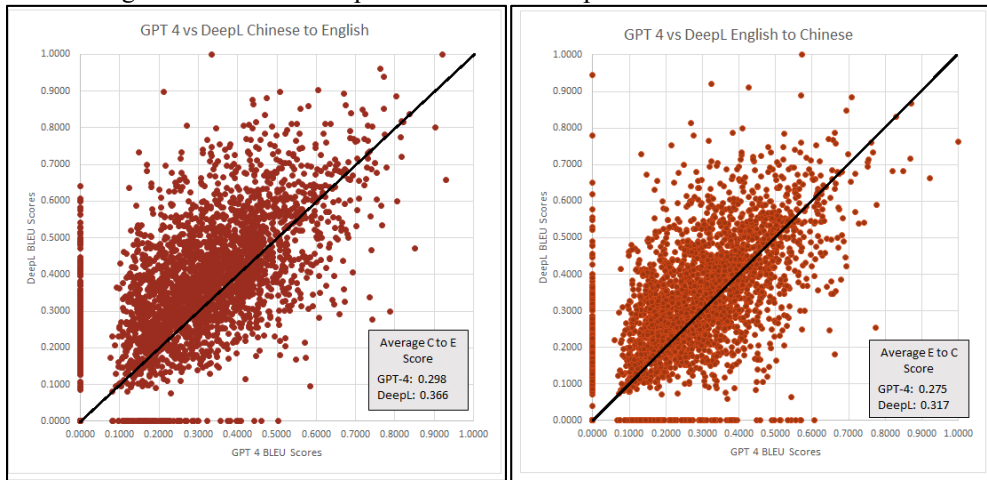 GPT 4 vs DeepL Chinese to English
1.0000
0.9000
0.8000
0.7000
0.6000
0.5000
0.4000
0.3000
0.2000
0.1000
0.0000
DeepL BLEU Scores
0.0000 0.1000 0.2000 0.3000 0.4000 0.5000 0.6000 0.7000 0.8000 0.9000 1.0000
GPT 4 BLEU Scores
Average C to E
Score
GPT-4: 0.298
DeepL: 0.366
GPT 4 vs DeepL English to Chinese
1.0000
0.9000
0.8000
0.7000
0.6000
0.5000
0.4000
0.3000
0.2000
0.1000
0.0000
DeepL BLEU Scores
0.0000 0.1000 0.2000 0.3000 0.4000 0.5000 0.6000 0.7000 0.8000 0.9000 1.0000
GPT 4 BLEU Scores
Average E to C
Score
GPT-4: 0.275
DeepL: 0.317